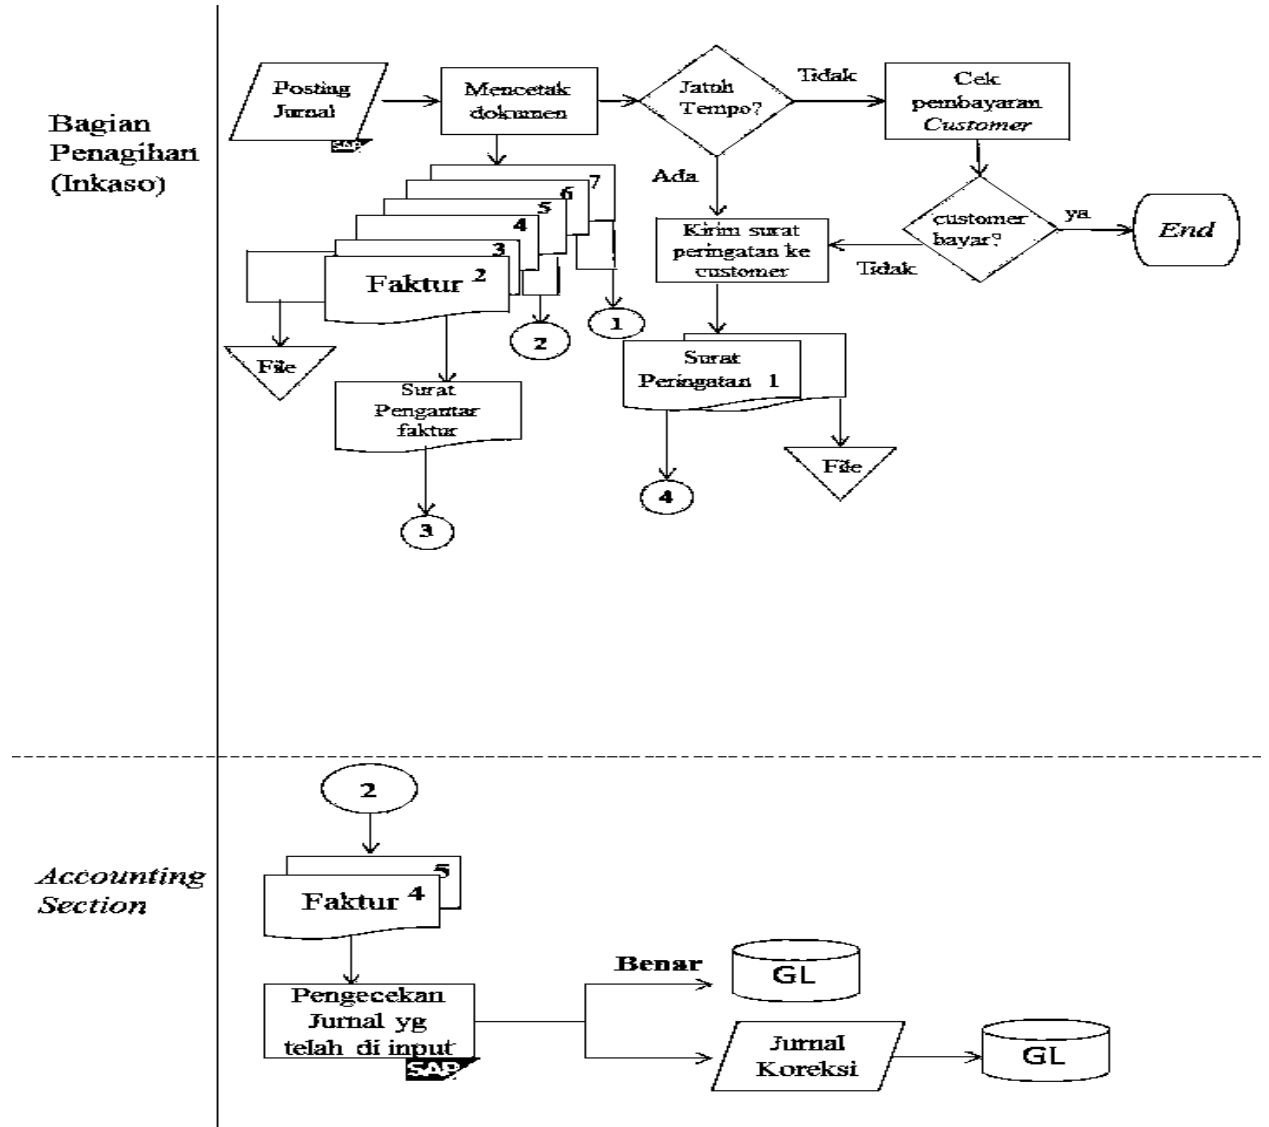 Bagian
Penagihan
(Inkaso)
Posting
Jurnal
SAP
Mencetak
dokumen
Jatuh
Tempo?
Tidak
Cek
pembayaran
Customer
Ada
customer
bayar?
ya
End
Tidak
Kirim surat
peringatan ke
customer
7
6
5
4
3
Faktur 2
File
2
1
Surat
Pengantar
faktur
3
Surat
Peringatan 1
4
File
2
Accounting
Section
5
Faktur 4
Pengecekan
Jurnal yg
telah di input
SAP
Benar
GL
Jurnal
Koreksi
GL